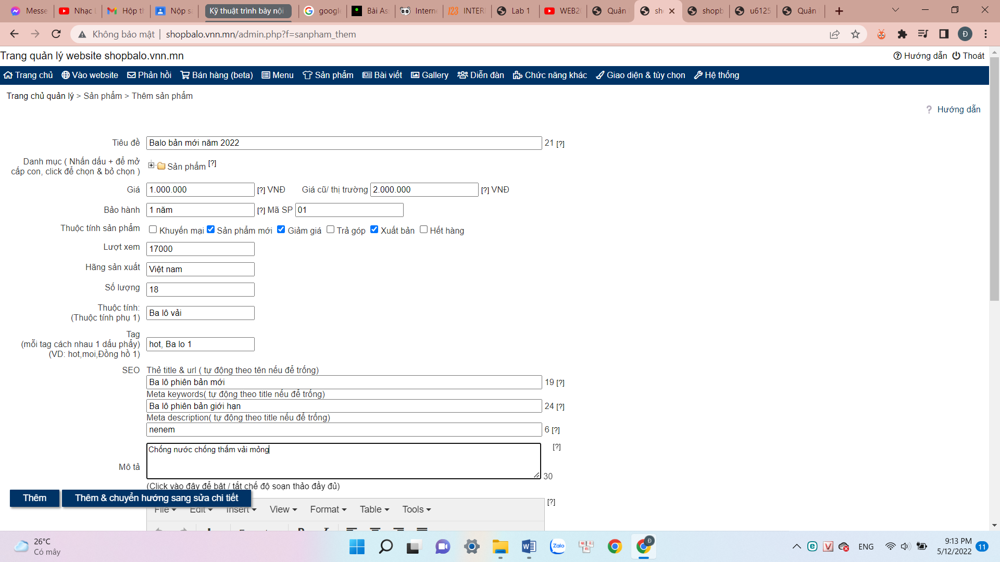 Messe
Nhạc
Hộp th
Nộp s
Kỹ thuật trình bày nội
google
Bài As
Interne
INTER
Lab 1
WEB2
Quản
sh
shopb
u6125
Quản
Không bảo mật | shopbalo.vnn.mn/admin.php?f=sanpham_them
Trang quản lý website shopbalo.vnn.mn
Hướng dẫn Thoát
Trang chủ Vào website Phản hồi Bán hàng (beta) Menu Sản phẩm Bài viết Gallery Diễn đàn Chức năng khác Giao diện & tùy chọn Hệ thống
Trang chủ quản lý > Sản phẩm > Thêm sản phẩm
? Hướng dẫn
Tiêu đề Balo bản mới năm 2022 21 [?]
Danh mục ( Nhấn dấu + để mở
cấp con, click để chọn & bỏ chọn ) Sản phẩm [?]
Giá 1.000.000 [?] VNĐ Giá cũ/ thị trường 2.000.000 [?] VNĐ
Bảo hành 1 năm [?] Mã SP 01
Thuộc tính sản phẩm Khuyến mại Sản phẩm mới Giảm giá Trả góp Xuất bản Hết hàng
Lượt xem 17000
Hãng sản xuất Việt nam
Số lượng 18
Thuộc tính:
(Thuộc tính phụ 1) Ba lô vải
Tag
(mỗi tag cách nhau 1 dấu phẩy) hot, Ba lo 1
(VD: hot,moi,Đồng hồ 1)
SEO Thẻ title & url ( tự động theo tên nếu để trống)
Ba lô phiên bản mới 19 [?]
Meta keywords( tự động theo title nếu để trống)
Ba lô phiên bản giới hạn 24 [?]
Meta description( tự động theo title nếu để trống)
nenem 6 [?]
Chống nước chống thấm vải mỏng [?]
Mô tả
30
(Click vào đây để bật / tắt chế độ soạn thảo đầy đủ)
Thêm Thêm & chuyển hướng sang sửa chi tiết
[?]
File Edit Insert View Format Table Tools
26°C
Có mây
Zalo
ENG
9:13 PM
5/12/2022
11